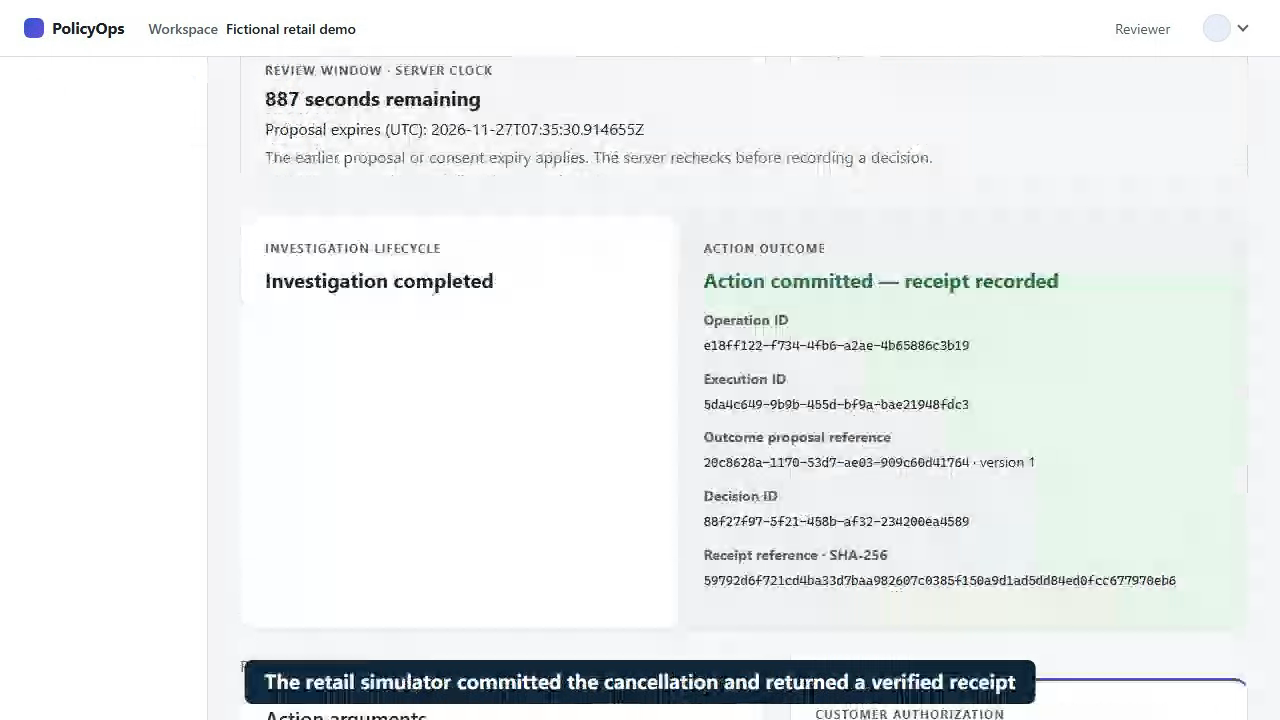 PolicyOps
Workspace Fictional retail demo
Reviewer
REVIEW WINDOW · SERVER CLOCK
887 seconds remaining
Proposal expires (UTC): 2026-11-27T07:35:30.914655Z
The earlier proposal or consent expiry applies. The server rechecks before recording a decision.
INVESTIGATION LIFECYCLE
Investigation completed
ACTION OUTCOME
Action committed — receipt recorded
Operation ID
e18ff122-f734-4fb6-a2ae-4b65886c3b19
Execution ID
5da4c649-9b9b-455d-bf9a-bae21948fdc3
Outcome proposal reference
20c8628a-1170-53d7-ae03-909c60d41764 · version 1
Decision ID
88f27f97-5f21-458b-af32-234200ea4589
Receipt reference · SHA-256
59792d6f721cd4ba33d7baa982607c0385f150a9d1ad5dd84ed0fcc677970eb6
The retail simulator committed the cancellation and returned a verified receipt
Action arguments
CUSTOMER AUTHORIZATION